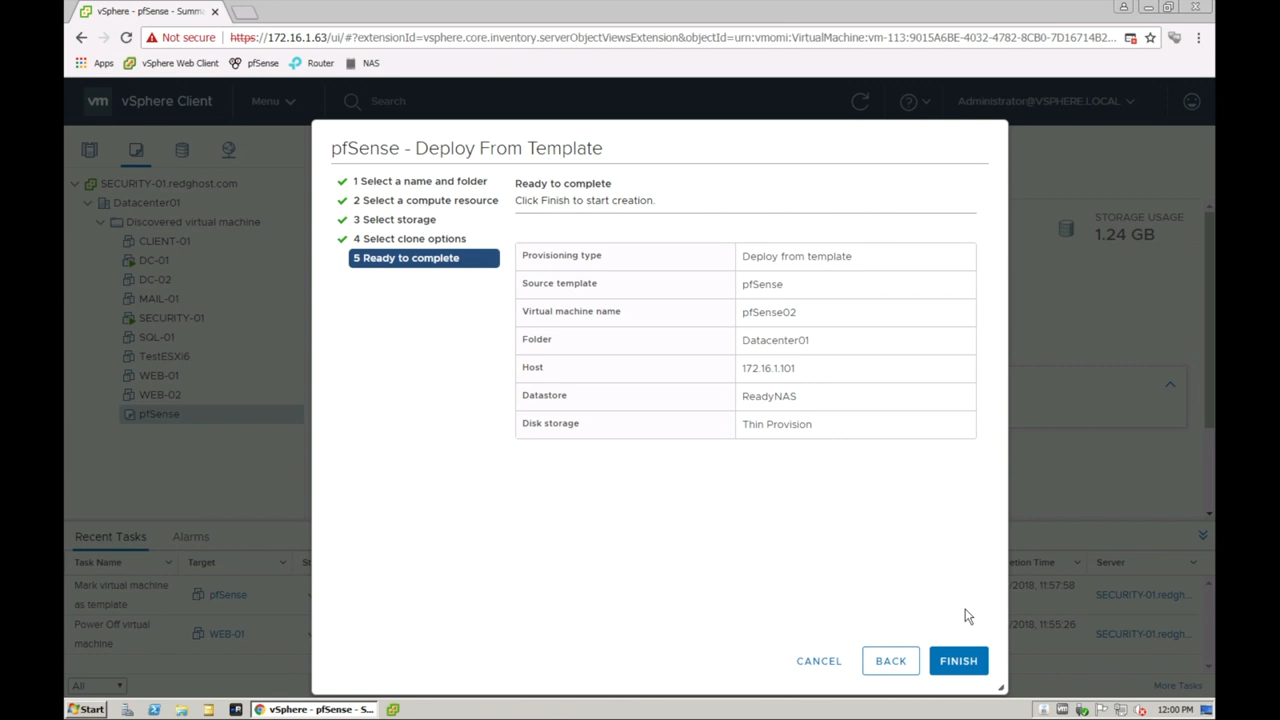 vSphere - pfSense - Summ
Not secure https://172.16.1.63/ui/#?extensionId=vsphere.core.inventory.serverObjectViewsExtension&objectId=urn:vmomi:VirtualMachine:vm-113:9015A6BE-4032-4782-8CB0-7D16714B2...
Apps vSphere Web Client pfSense Router NAS
vm vSphere Client Menu Search Administrator@VSPHERE.LOCAL
pfSense - Deploy From Template
1 Select a name and folder
2 Select a compute resource
3 Select storage
4 Select clone options
5 Ready to complete
Ready to complete
Click Finish to start creation.
Provisioning type Deploy from template
Source template pfSense
Virtual machine name pfSense02
Folder Datacenter01
Host 172.16.1.101
Datastore ReadyNAS
Disk storage Thin Provision
CANCEL BACK FINISH
SECURITY-01.redghost.com
Datacenter01
Discovered virtual machine
CLIENT-01
DC-01
DC-02
MAIL-01
SECURITY-01
SQL-01
TestESXi6
WEB-01
WEB-02
pfSense
STORAGE USAGE
1.24 GB
Recent Tasks Alarms
Task Name Target St etion Time Server
Mark virtual machine
as template
pfSense /2018, 11:57:58 SECURITY-01.redgh...
Power Off virtual
machine
WEB-01 /2018, 11:55:26 SECURITY-01.redgh...
All More Tasks
Start vSphere - pfSense - S... 12:00 PM